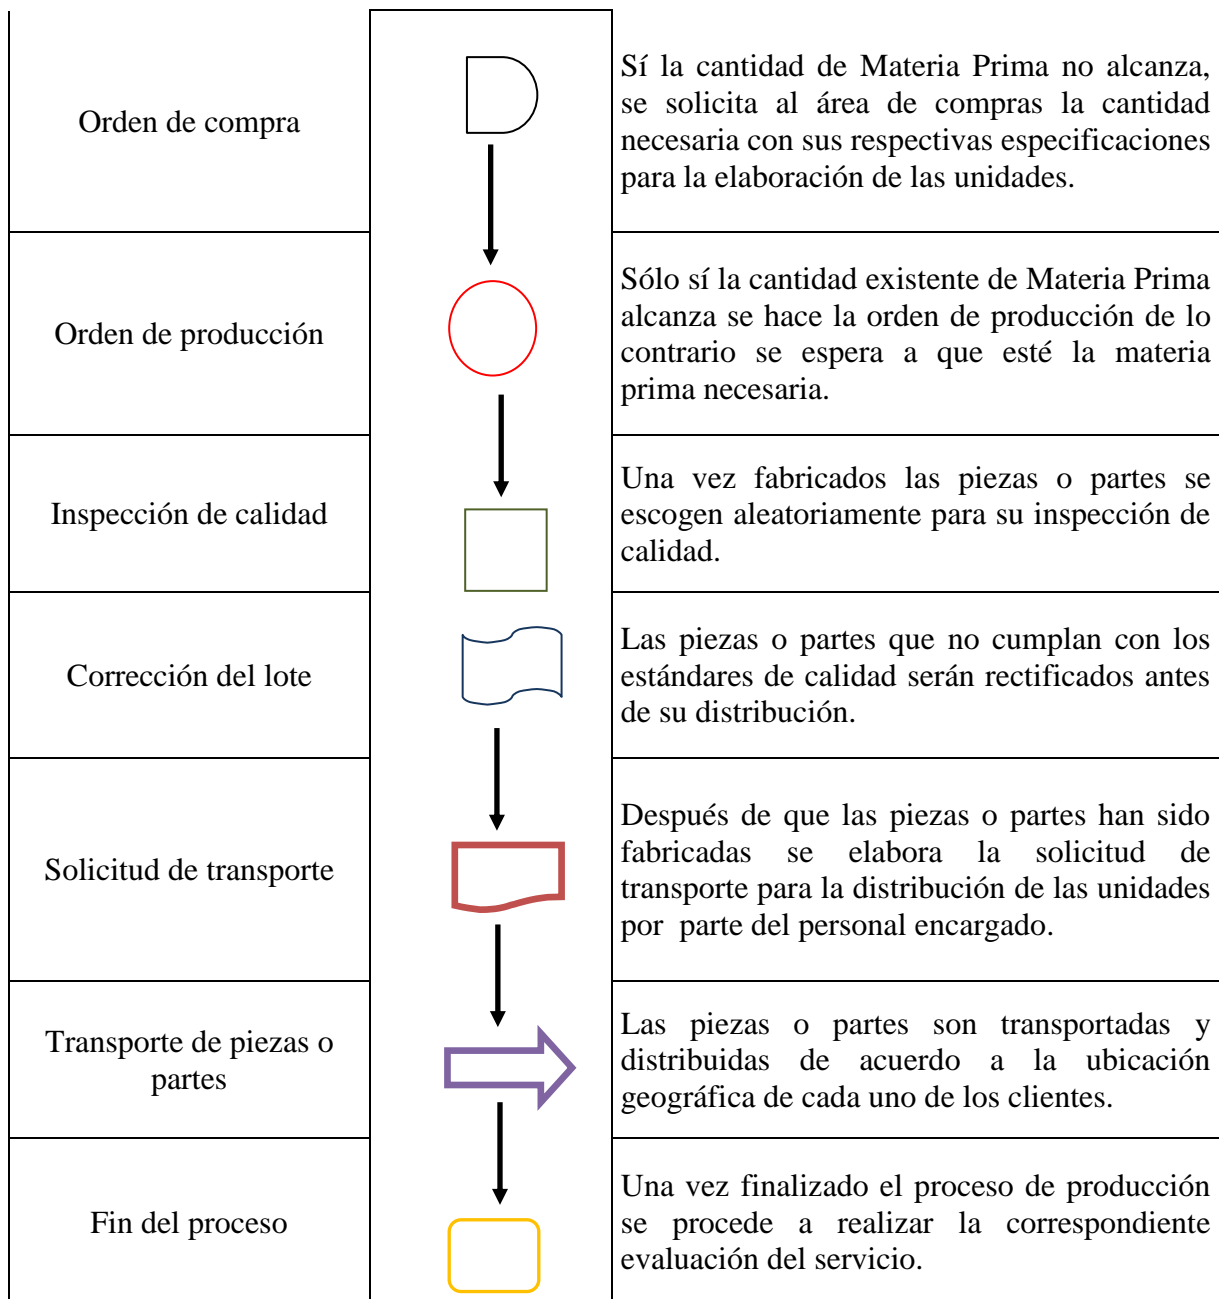 Orden de compra
Sí la cantidad de Materia Prima no alcanza,
se solicita al área de compras la cantidad
necesaria con sus respectivas especificaciones
para la elaboración de las unidades.
Orden de producción
Sólo sí la cantidad existente de Materia Prima
alcanza se hace la orden de producción de lo
contrario se espera a que esté la materia
prima necesaria.
Inspección de calidad
Una vez fabricados las piezas o partes se
escogen aleatoriamente para su inspección de
calidad.
Corrección del lote
Las piezas o partes que no cumplan con los
estándares de calidad serán rectificados antes
de su distribución.
Solicitud de transporte
Después de que las piezas o partes han sido
fabricadas se elabora la solicitud de
transporte para la distribución de las unidades
por parte del personal encargado.
Transporte de piezas o
partes
Las piezas o partes son transportadas y
distribuidas de acuerdo a la ubicación
geográfica de cada uno de los clientes.
Fin del proceso
Una vez finalizado el proceso de producción
se procede a realizar la correspondiente
evaluación del servicio.